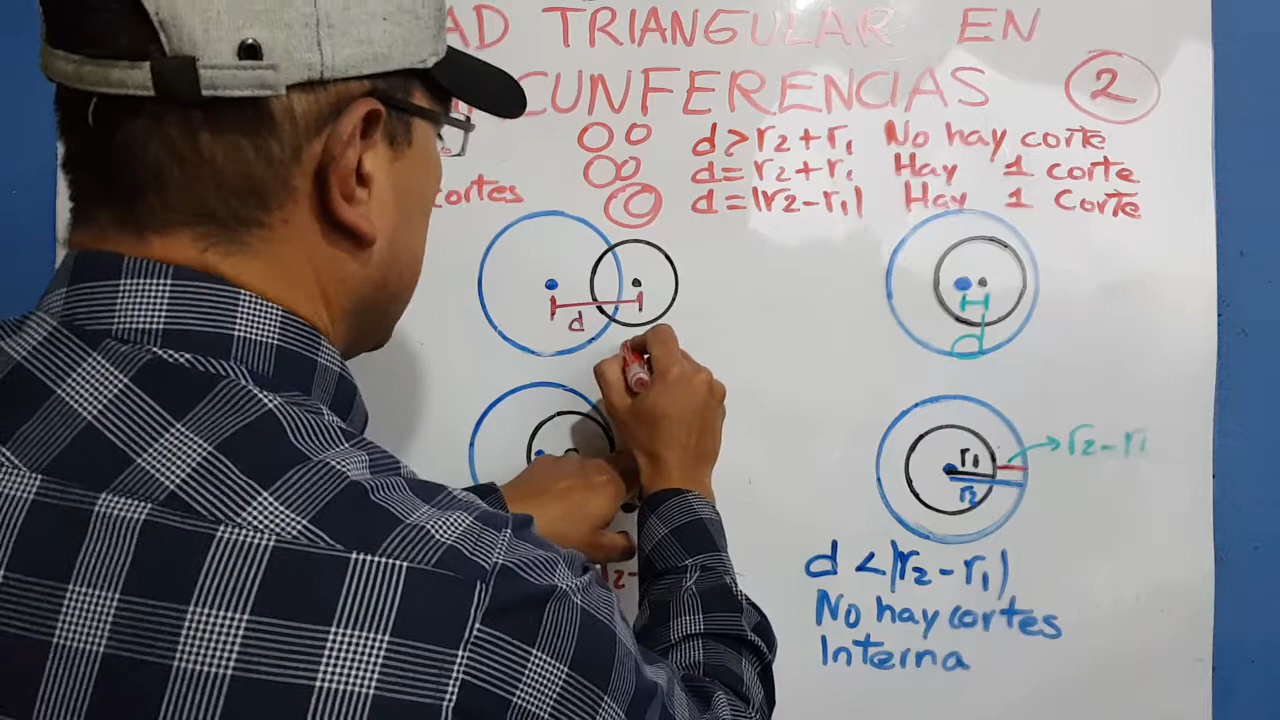 AD TRIANGULAR EN
CUNFERENCIAS 2
d > r2 + r1 No hay corte
d = r2 + r1 Hay 1 corte
cortes d = |r2 - r1| Hay 1 Corte
d
d
r2 - r1
r1
r2
d < |r2 - r1|
No hay cortes
Interna